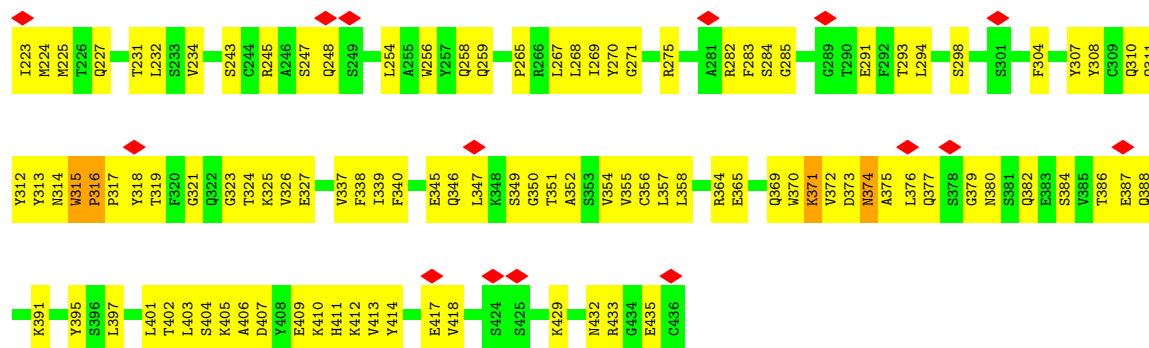 I223 M224 M225 T226 Q227 T231 L232 S233 V234 S243 C244 R245 A246 S247 Q248 S249 L254 A255 W256 Y257 Q258 Q259 P265 R266 L267 L268 I269 Y270 G271 R275 A281 R282 F283 S284 G285 G289 T290 E291 F292 T293 L294 S298 S301 F304 Y307 Y308 C309 Q310
Y312 Y313 N314 W315 P316 P317 Y318 T319 F320 G321 Q322 G323 T324 K325 V326 E327 V337 F338 I339 F340 E345 Q346 L347 K348 S349 G350 T351 A352 S353 V354 V355 C356 L357 L358 R364 E365 Q369 W370 K371 V372 D373 N374 A375 L376 Q377 S378 G379 N380 S381 Q382 E383 S384 V385 T386 E387 Q388
K391 Y395 S396 L397 L401 T402 L403 S404 K405 A406 D407 Y408 E409 K410 H411 K412 V413 Y414 E417 V418 S424 S425 K429 N432 R433 G434 E435 C436